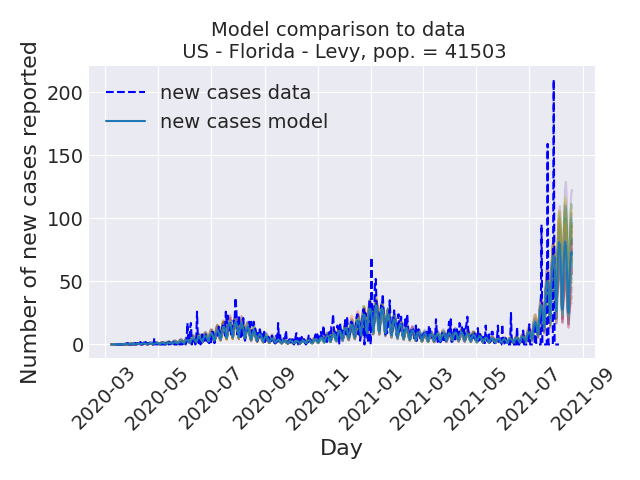 Model comparison to data
US - Florida - Levy, pop. = 41503
Number of new cases reported
200
150
100
50
0
new cases data
new cases model
2020-03
2020-05
2020-07
2020-09
2020-11
2021-01
2021-03
2021-05
2021-07
2021-09
Day